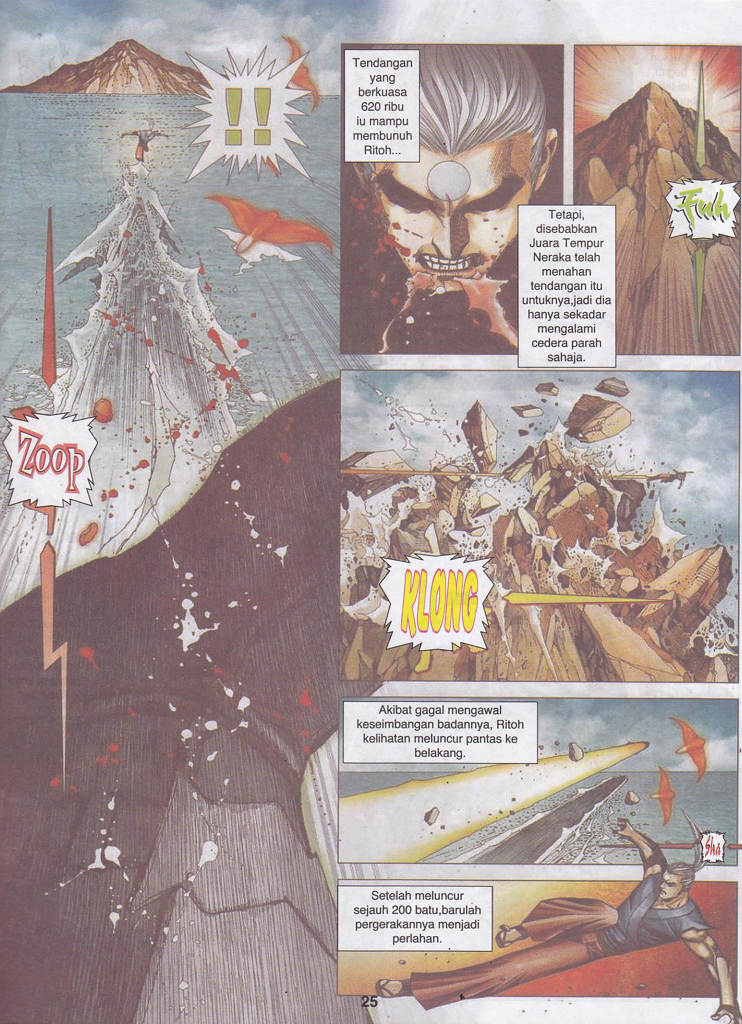 !!
Zoop
Tendangan
yang
berkuasa
620 ribu
iu mampu
membunuh
Ritoh...
Fuh
Tetapi,
disebabkan
Juara Tempur
Neraka telah
menahan
tendangan itu
untuknya,jadi dia
hanya sekadar
mengalami
cedera parah
sahaja.
KLONG
Akibat gagal mengawal
keseimbangan badannya, Ritoh
kelihatan meluncur pantas ke
belakang.
Sha
Setelah meluncur
sejauh 200 batu,barulah
pergerakannya menjadi
perlahan.
25